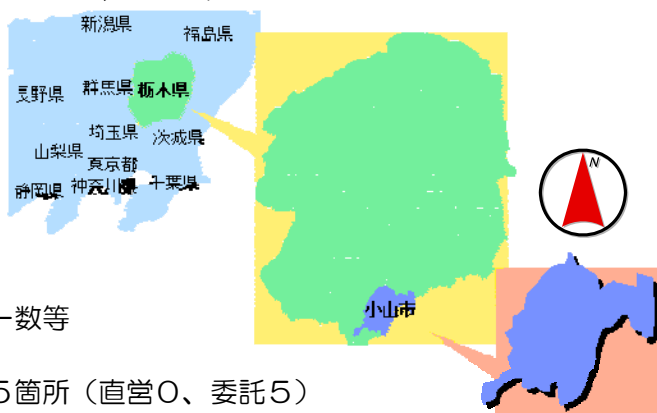 新潟県
福島県
長野県
群馬県
栃木県
埼玉県
茨城県
山梨県
東京都
静岡県
神奈川県
千葉県
N
小山市
ー数等
5箇所（直営0、委託5）